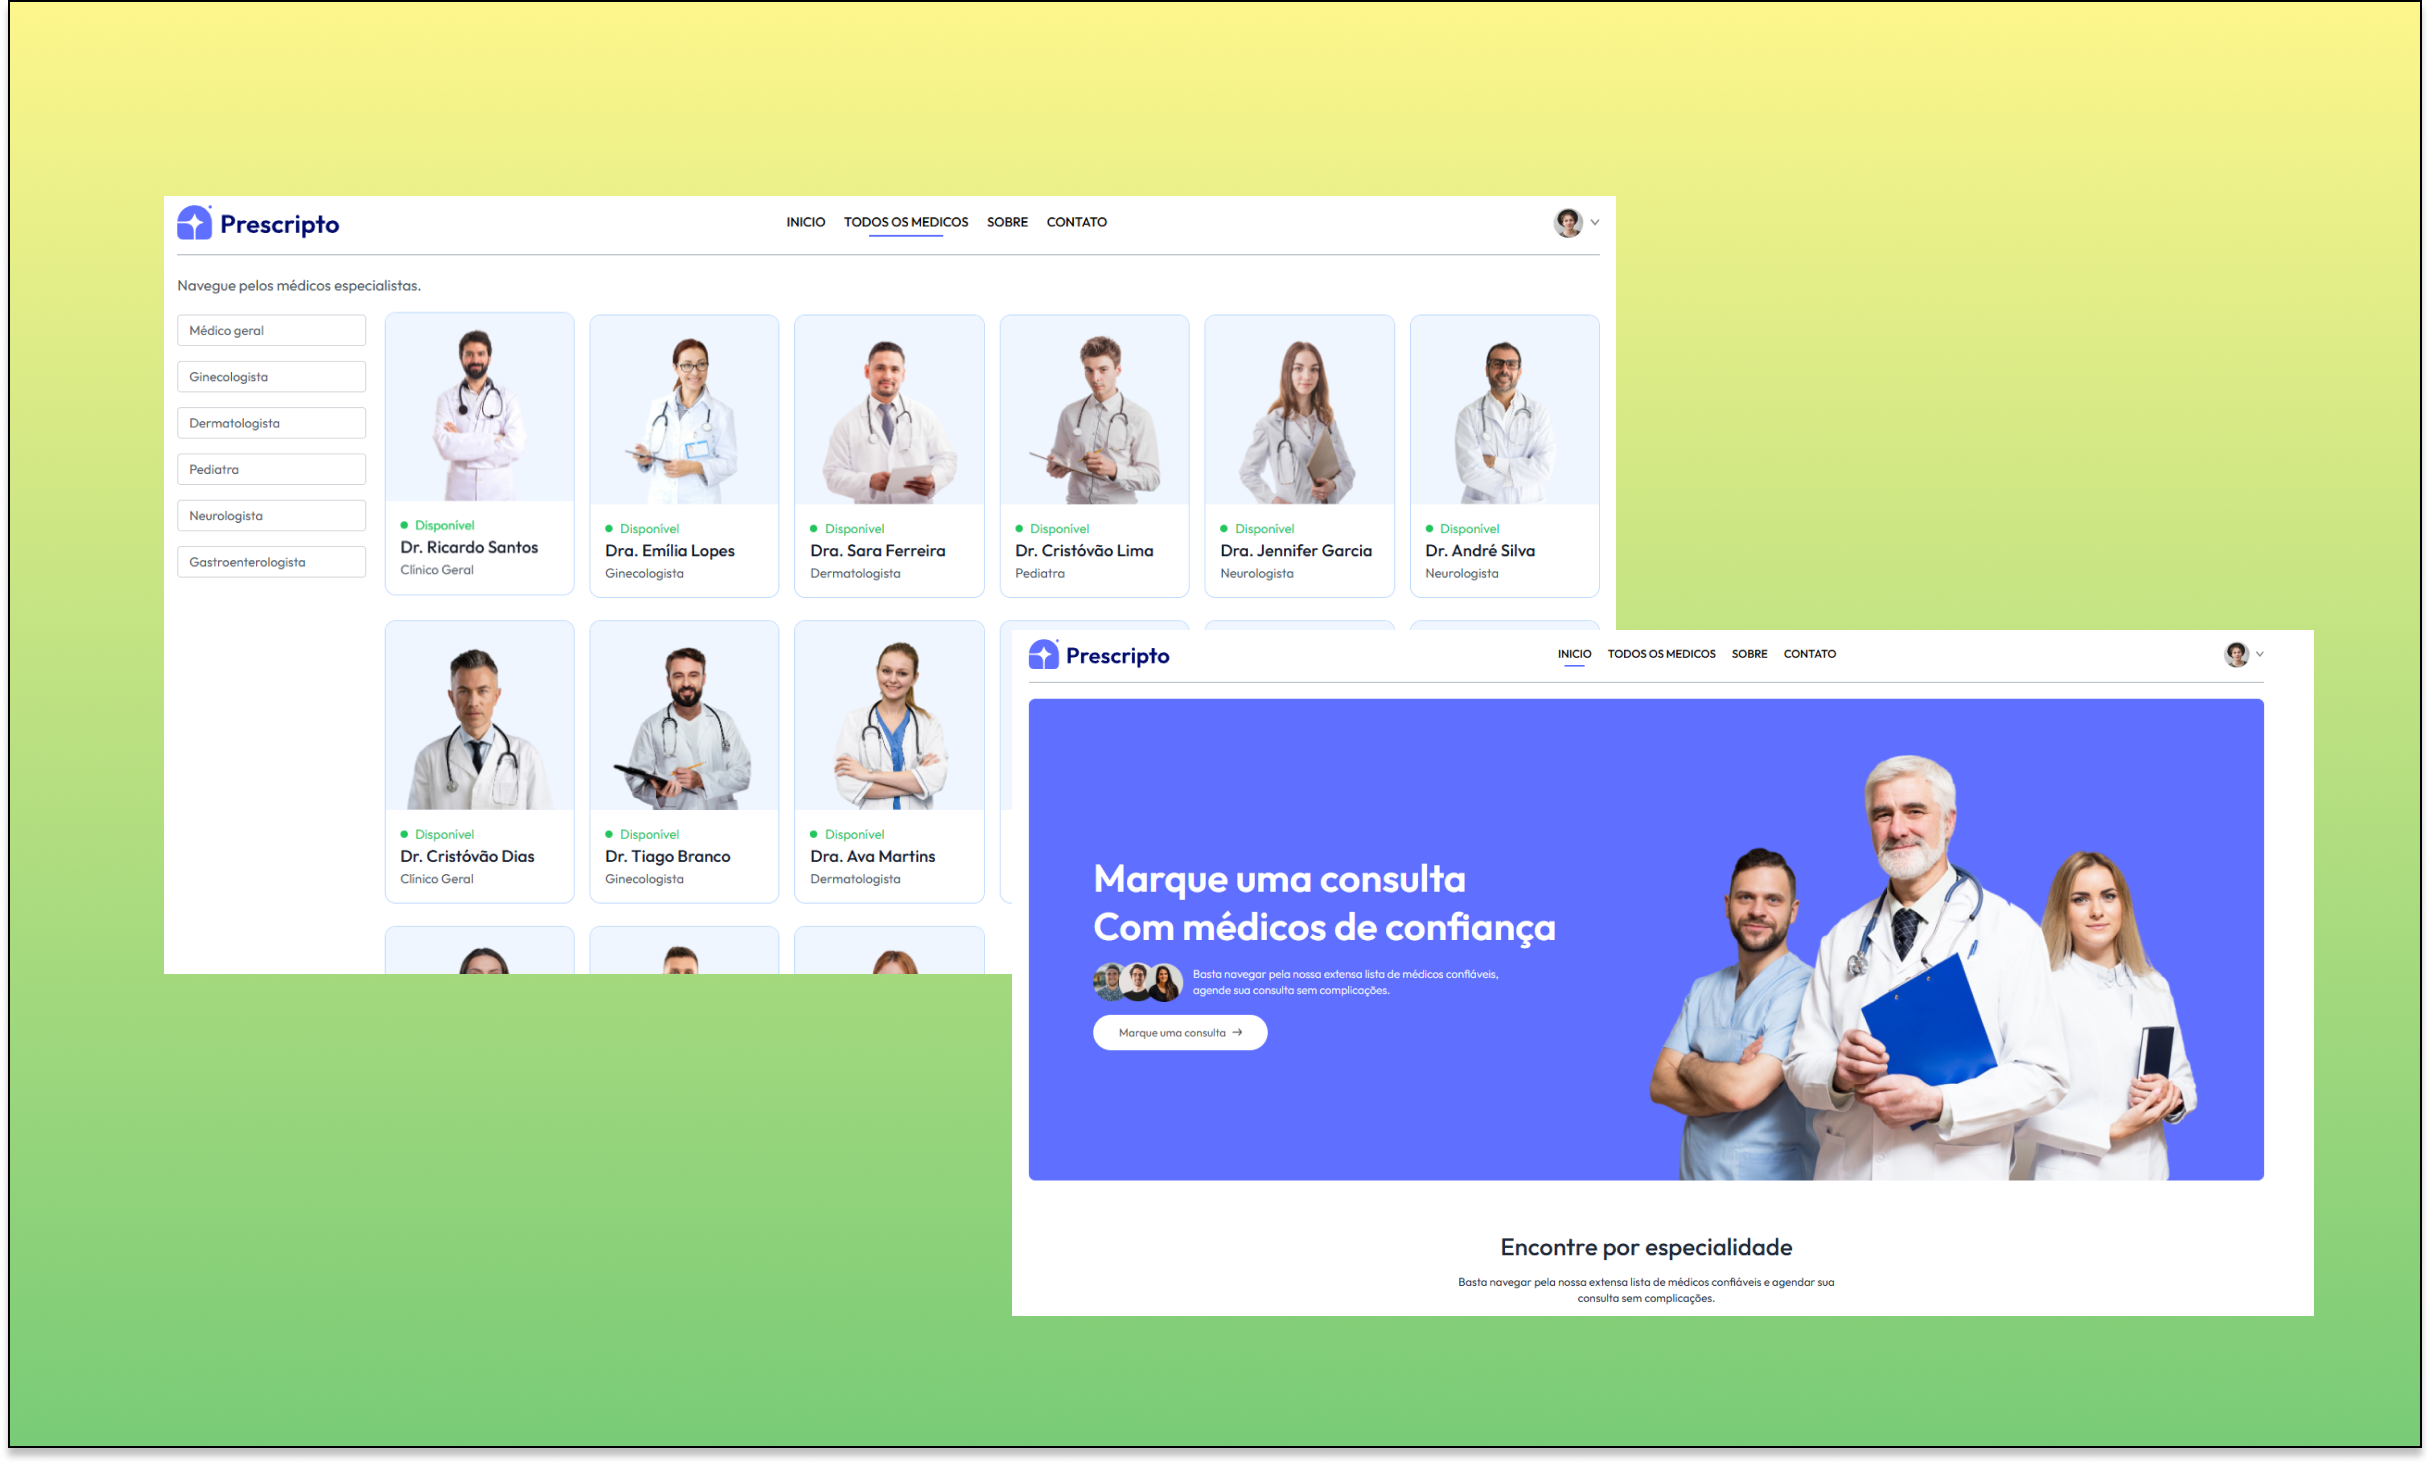 Prescripto
INICIO TODOS OS MEDICOS SOBRE CONTATO
Navegue pelos médicos especialistas.
Médico geral
Ginecologista
Dermatologista
Pediatra
Neurologista
Gastroenterologista
Disponível
Dr. Ricardo Santos
Clínico Geral
Disponível
Dra. Emília Lopes
Ginecologista
Disponível
Dra. Sara Ferreira
Dermatologista
Disponível
Dr. Cristóvão Lima
Pediatra
Disponível
Dra. Jennifer Garcia
Neurologista
Disponível
Dr. André Silva
Neurologista
Disponível
Dr. Cristóvão Dias
Clínico Geral
Disponível
Dr. Tiago Branco
Ginecologista
Disponível
Dra. Ava Martins
Dermatologista
Prescripto
INICIO TODOS OS MEDICOS SOBRE CONTATO
Marque uma consulta
Com médicos de confiança
Basta navegar pela nossa extensa lista de médicos confiáveis,
agende sua consulta sem complicações.
Marque uma consulta →
Encontre por especialidade
Basta navegar pela nossa extensa lista de médicos confiáveis e agendar sua
consulta sem complicações.